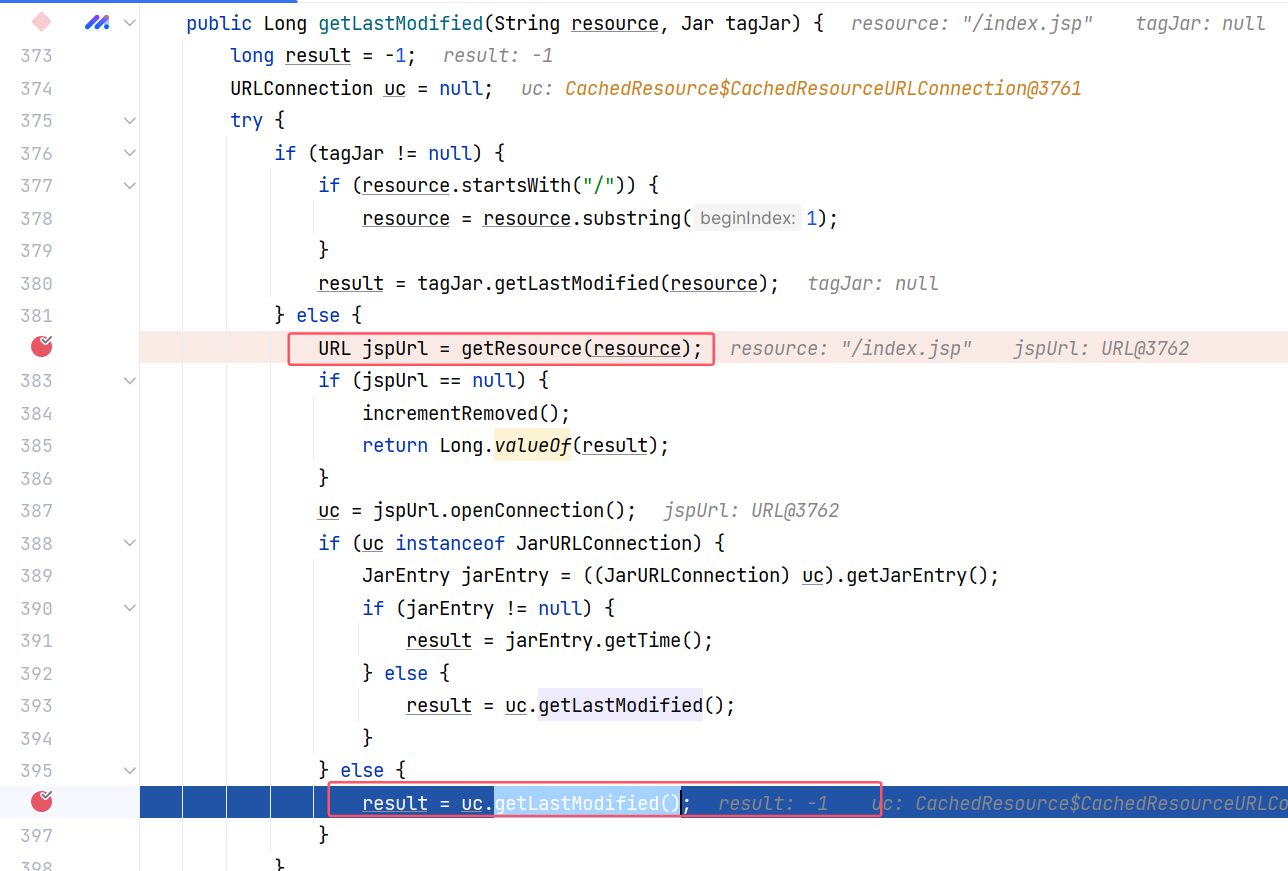 public Long getLastModified(String resource, Jar tagJar) {   resource: "/index.jsp"    tagJar: null
373 long result = -1;   result: -1
374 URLConnection uc = null;   uc: CachedResource$CachedResourceURLConnection@3761
375 try {
376 if (tagJar != null) {
377 if (resource.startsWith("/")) {
378 resource = resource.substring( beginIndex: 1);
379 }
380 result = tagJar.getLastModified(resource);   tagJar: null
381 } else {
URL jspUrl = getResource(resource);   resource: "/index.jsp"    jspUrl: URL@3762
383 if (jspUrl == null) {
384 incrementRemoved();
385 return Long.valueOf(result);
386 }
387 uc = jspUrl.openConnection();   jspUrl: URL@3762
388 if (uc instanceof JarURLConnection) {
389 JarEntry jarEntry = ((JarURLConnection) uc).getJarEntry();
390 if (jarEntry != null) {
391 result = jarEntry.getTime();
392 } else {
393 result = uc.getLastModified();
394 }
395 } else {
result = uc.getLastModified();   result: -1    uc: CachedResource$CachedResourceURLCo
397 }
398 }